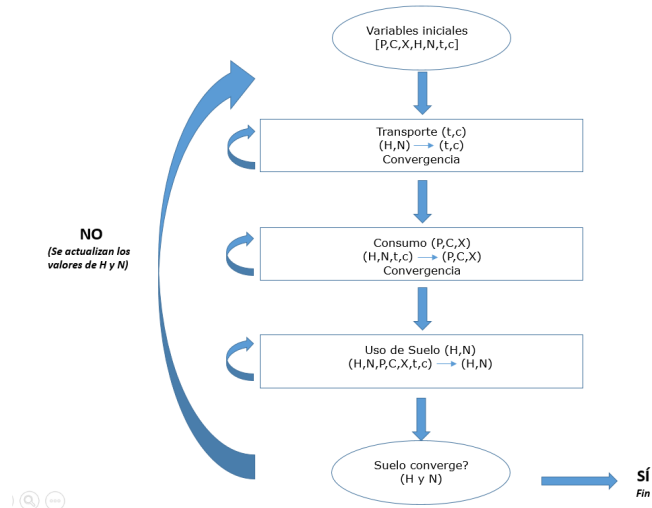 Variables iniciales
[P,C,X,H,N,t,c]
Transporte (t,c)
(H,N) → (t,c)
Convergencia
NO
(Se actualizan los
valores de H y N)
Consumo (P,C,X)
(H,N,t,c) → (P,C,X)
Convergencia
Uso de Suelo (H,N)
(H,N,P,C,X,t,c) → (H,N)
Suelo converge?
(H y N)
SÍ
Fin